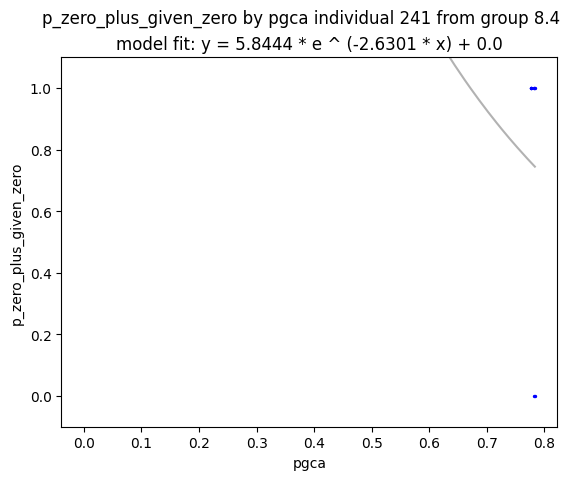 p_zero_plus_given_zero by pgca individual 241 from group 8.4
model fit: y = 5.8444 * e ^ (-2.6301 * x) + 0.0
1.0
0.8
0.6
0.4
0.2
0.0
p_zero_plus_given_zero
0.0 0.1 0.2 0.3 0.4 0.5 0.6 0.7 0.8
pgca